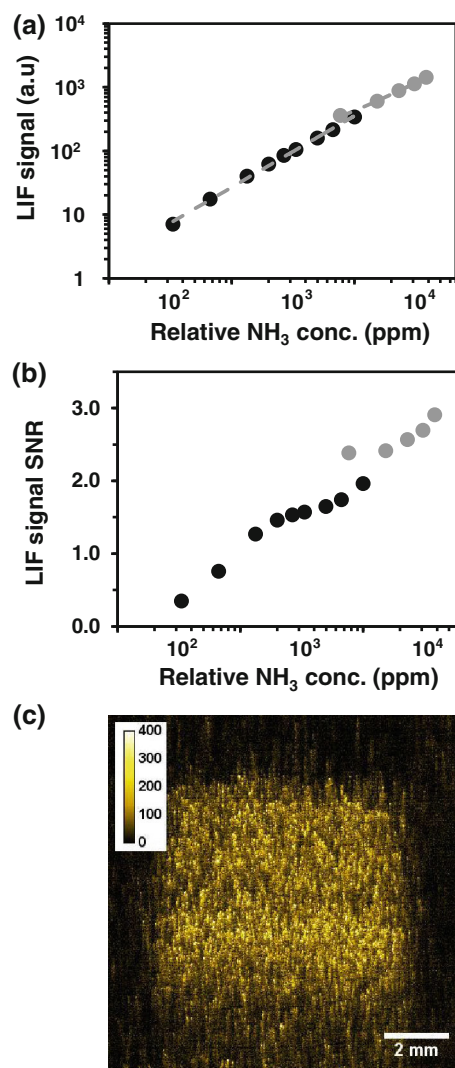 (a)
LIF signal (a.u)
10⁴
10³
10²
10
1
10² 10³ 10⁴
Relative NH₃ conc. (ppm)
(b)
LIF signal SNR
3.0
2.0
1.0
0.0
10² 10³ 10⁴
Relative NH₃ conc. (ppm)
(c)
400
300
200
100
0
2 mm